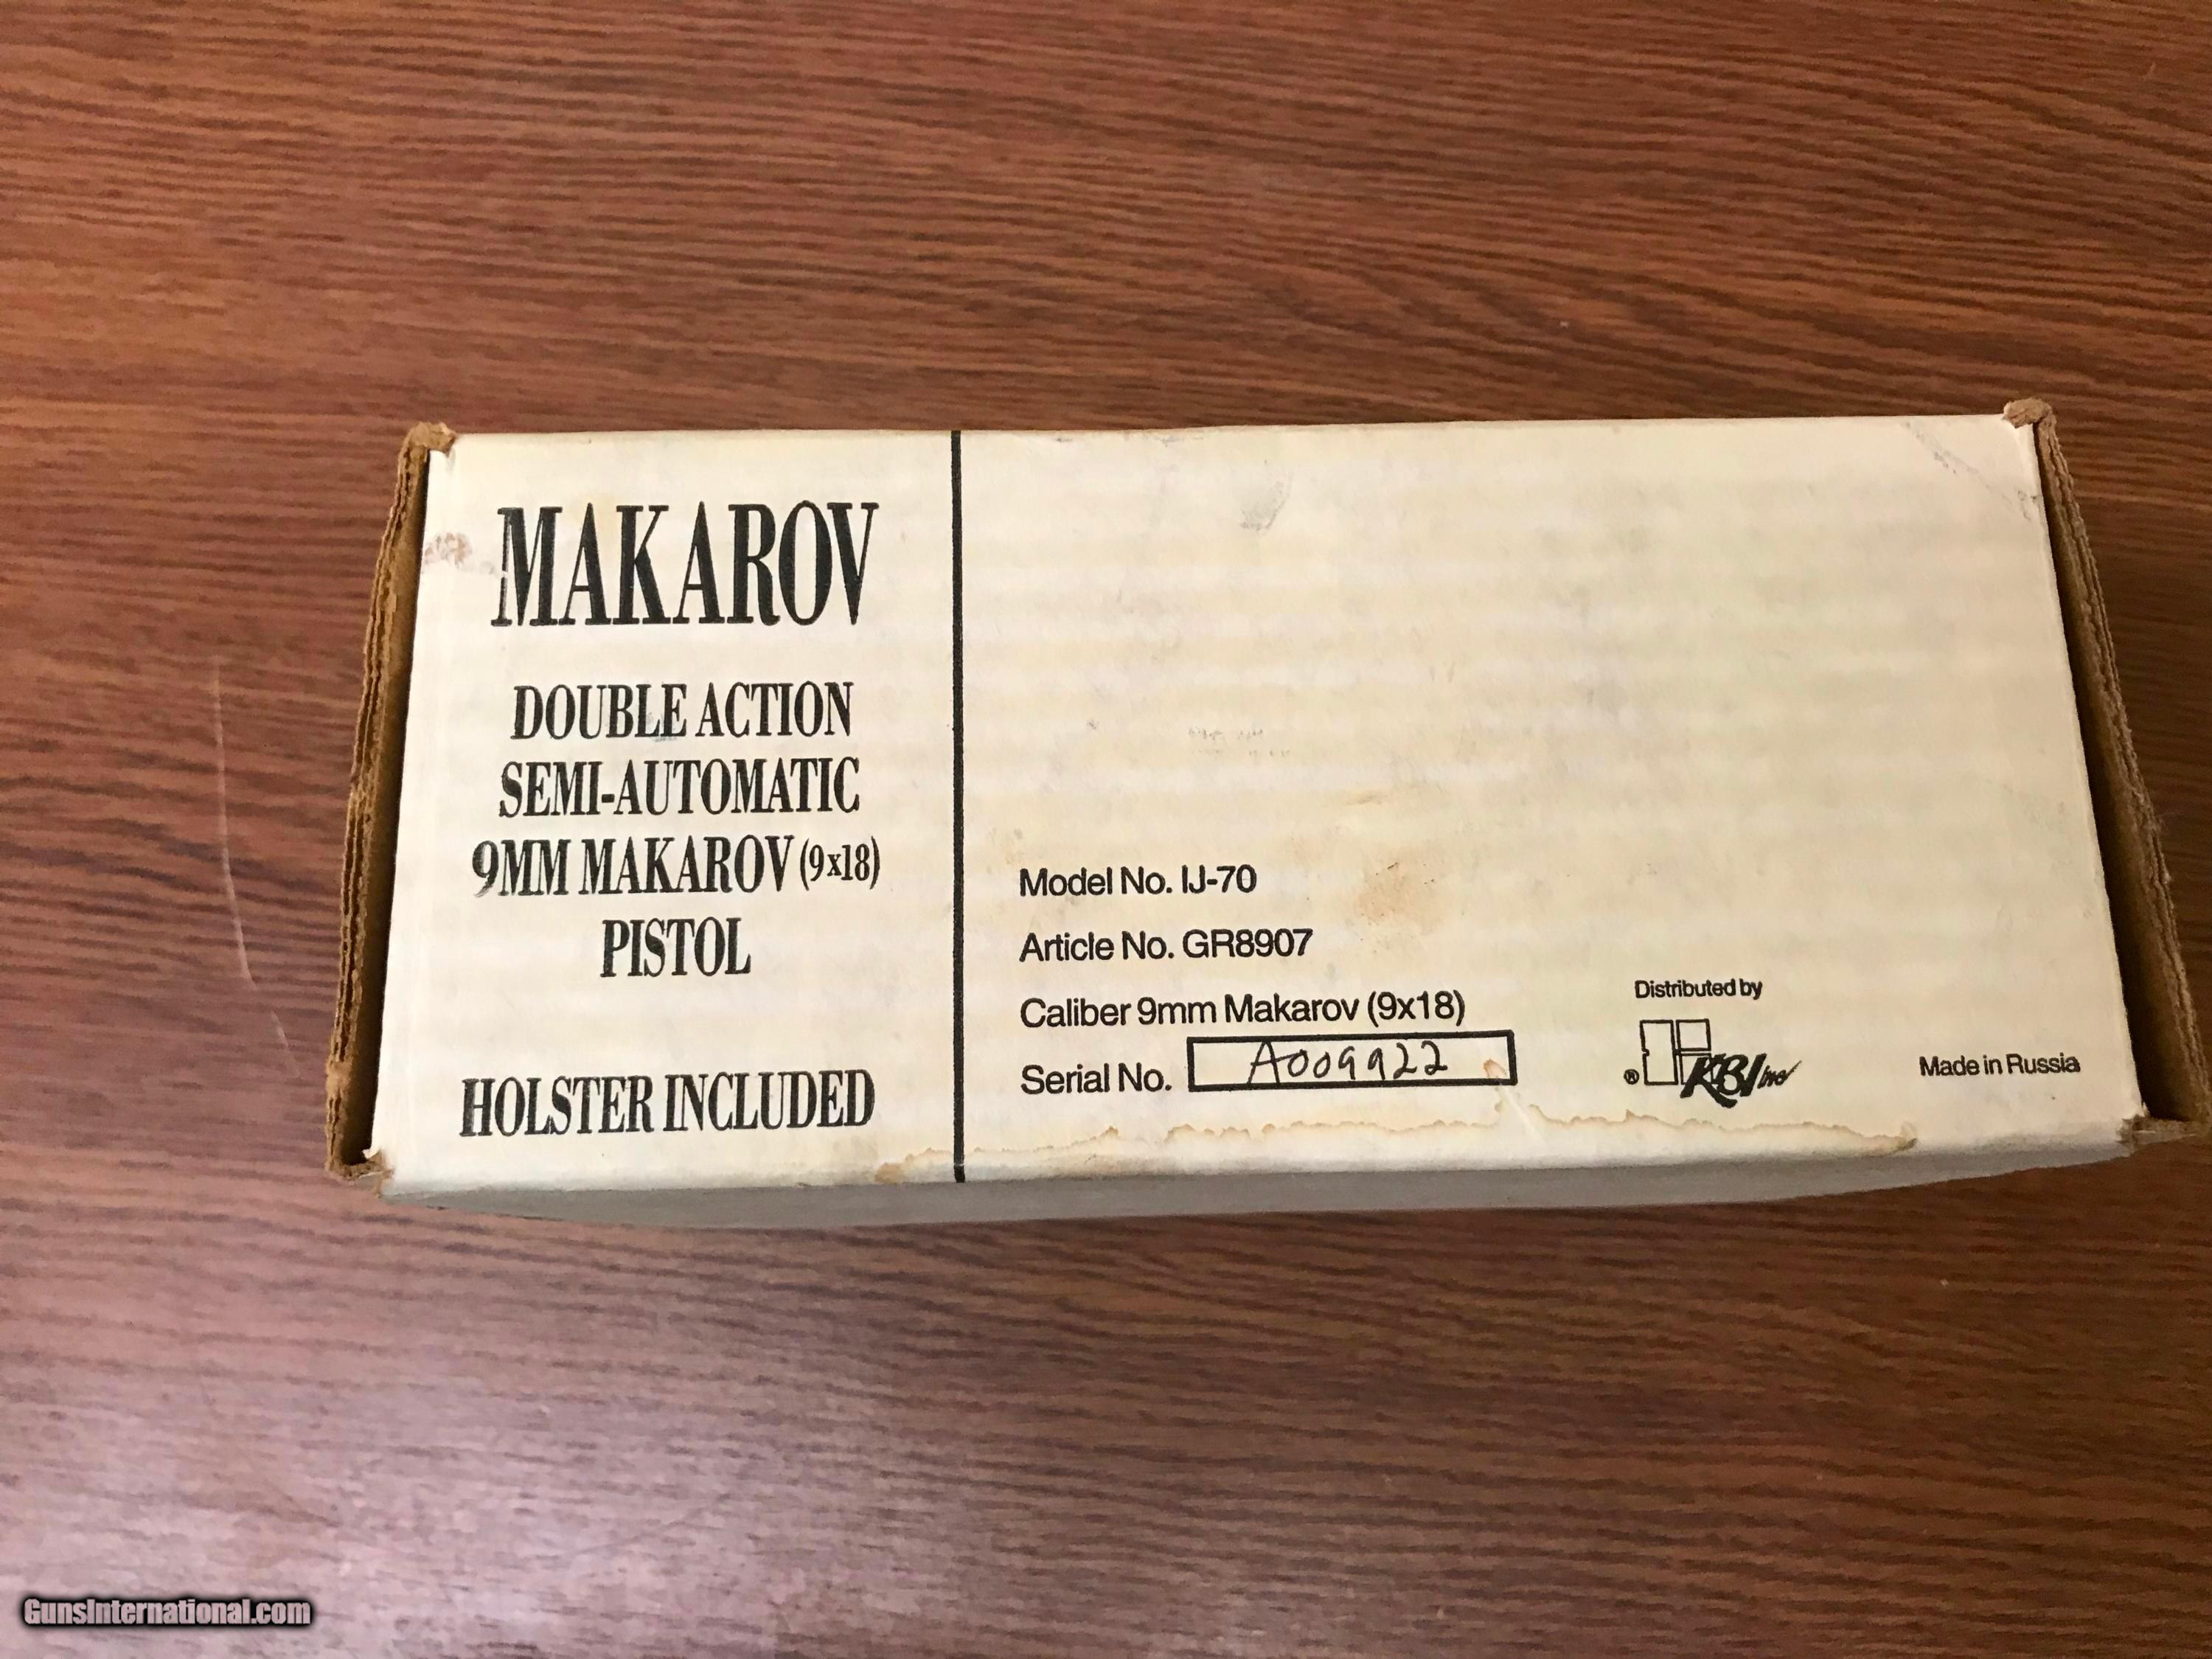 MAKAROV
DOUBLE ACTION
SEMI-AUTOMATIC
9MM MAKAROV (9x18)
PISTOL
HOLSTER INCLUDED
Model No. IJ-70
Article No. GR8907
Caliber 9mm Makarov (9x18)
Serial No. A009922
Distributed by
® KBI Inc
Made in Russia
GunsInternational.com